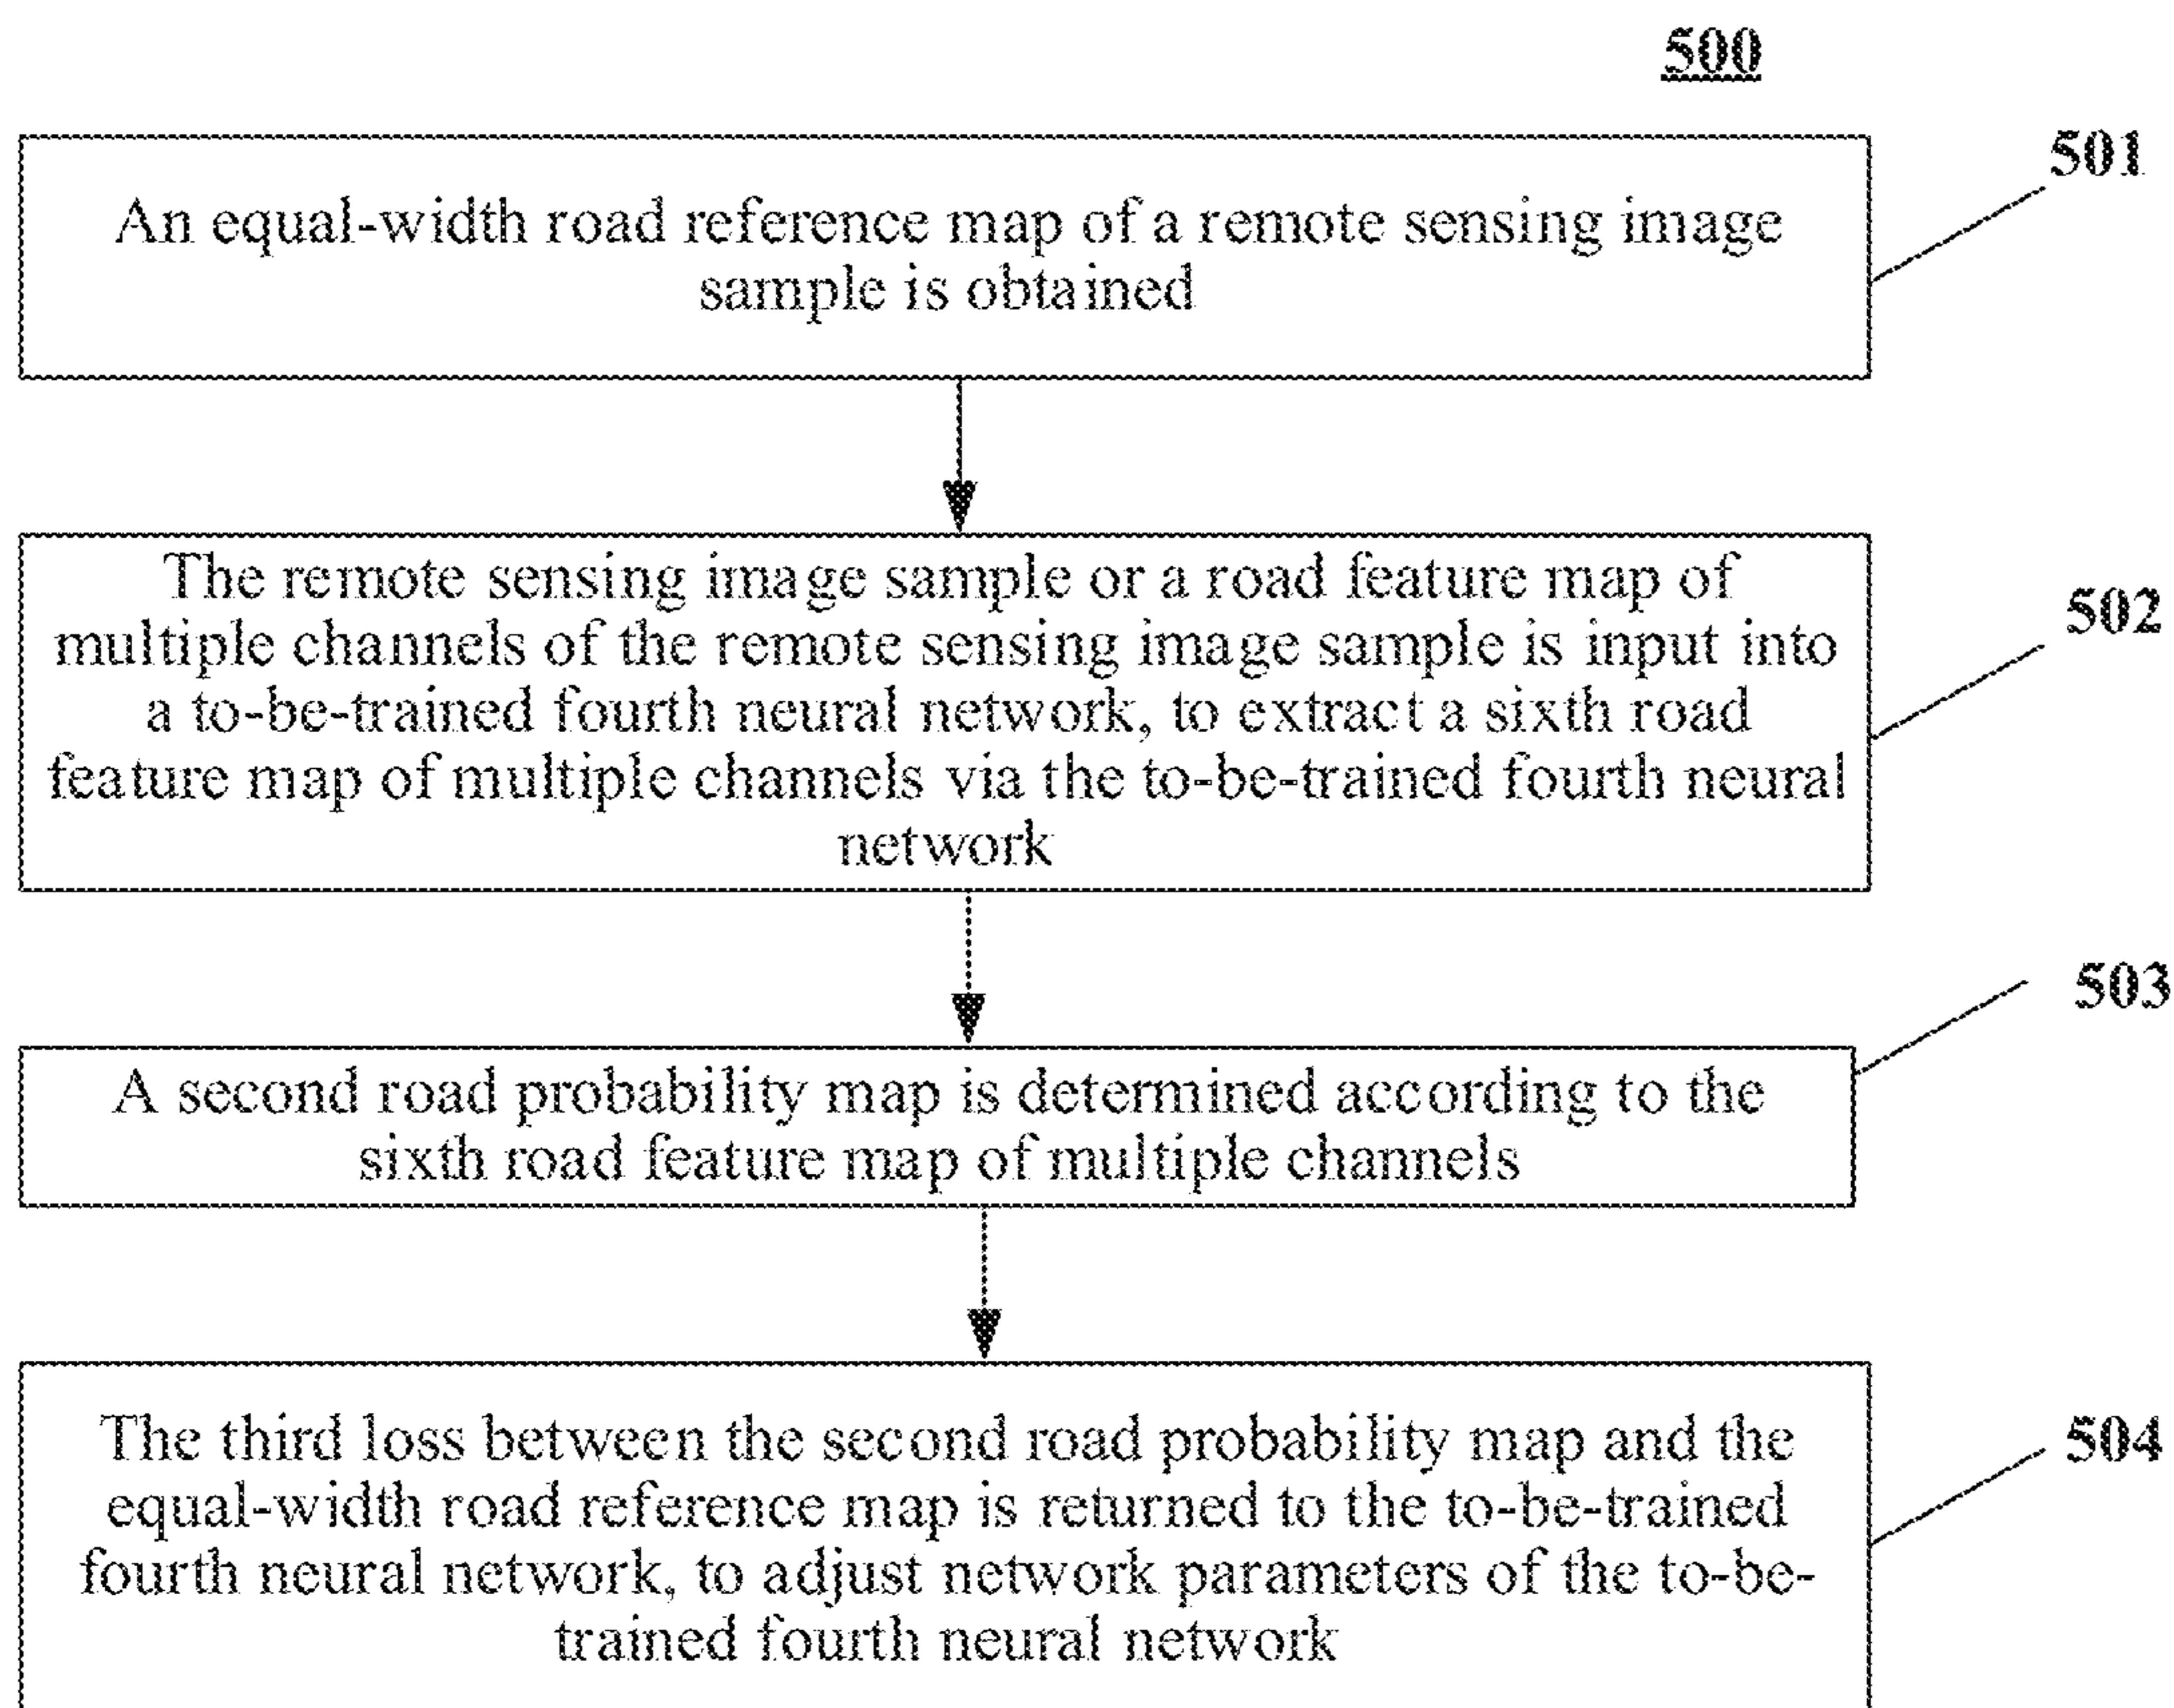 500
501
An equal-width road reference map of a remote sensing image
sample is obtained
502
The remote sensing image sample or a road feature map of
multiple channels of the remote sensing image sample is input into
a to-be-trained fourth neural network, to extract a sixth road
feature map of multiple channels via the to-be-trained fourth neural
network
503
A second road probability map is determined according to the
sixth road feature map of multiple channels
504
The third loss between the second road probability map and the
equal-width road reference map is returned to the to-be-trained
fourth neural network, to adjust network parameters of the to-be-
trained fourth neural network